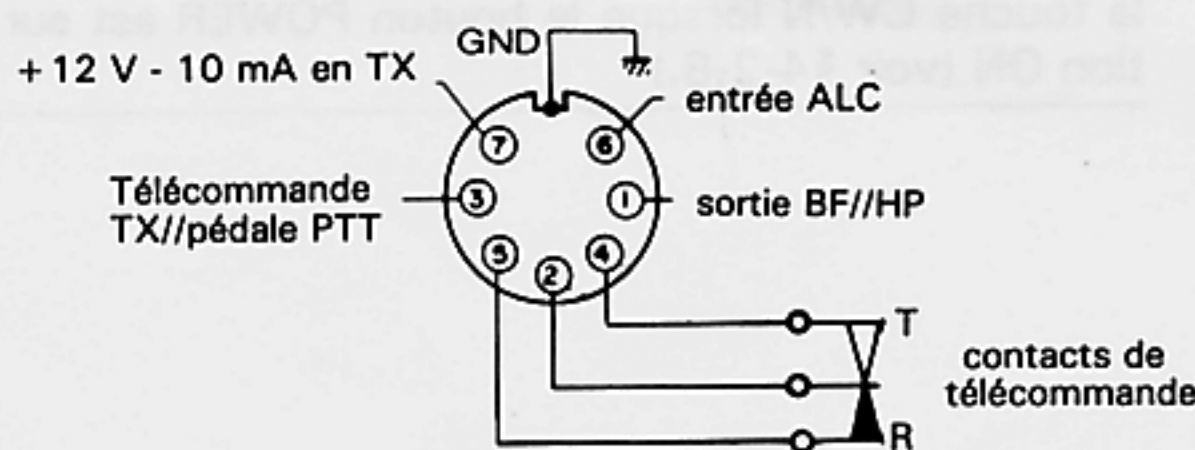 GND
+ 12 V - 10 mA en TX
entrée ALC
7
6
Télécommande
TX//pédale PTT
3
1
sortie BF//HP
5
2
4
T
contacts de
télécommande
R